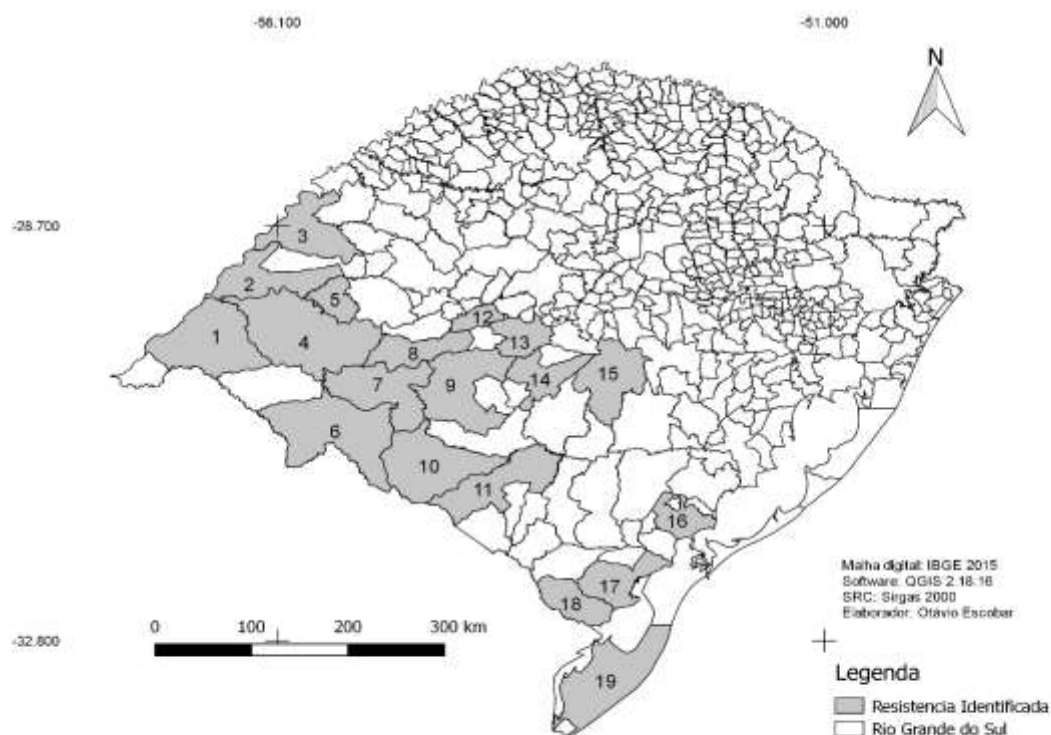 -56.100
-51.000
N
-28.700
3
2
5
12
1
4
13
8
7
9
14
15
6
10
11
16
17
18
19
Malha digital: IBGE 2015
Software: QGIS 2.18.16
SRC: Sirgas 2000
Elaborador: Otávio Escobar
-32.800
0 100 200 300 km
Legenda
Resistencia Identificada
Rio Grande do Sul